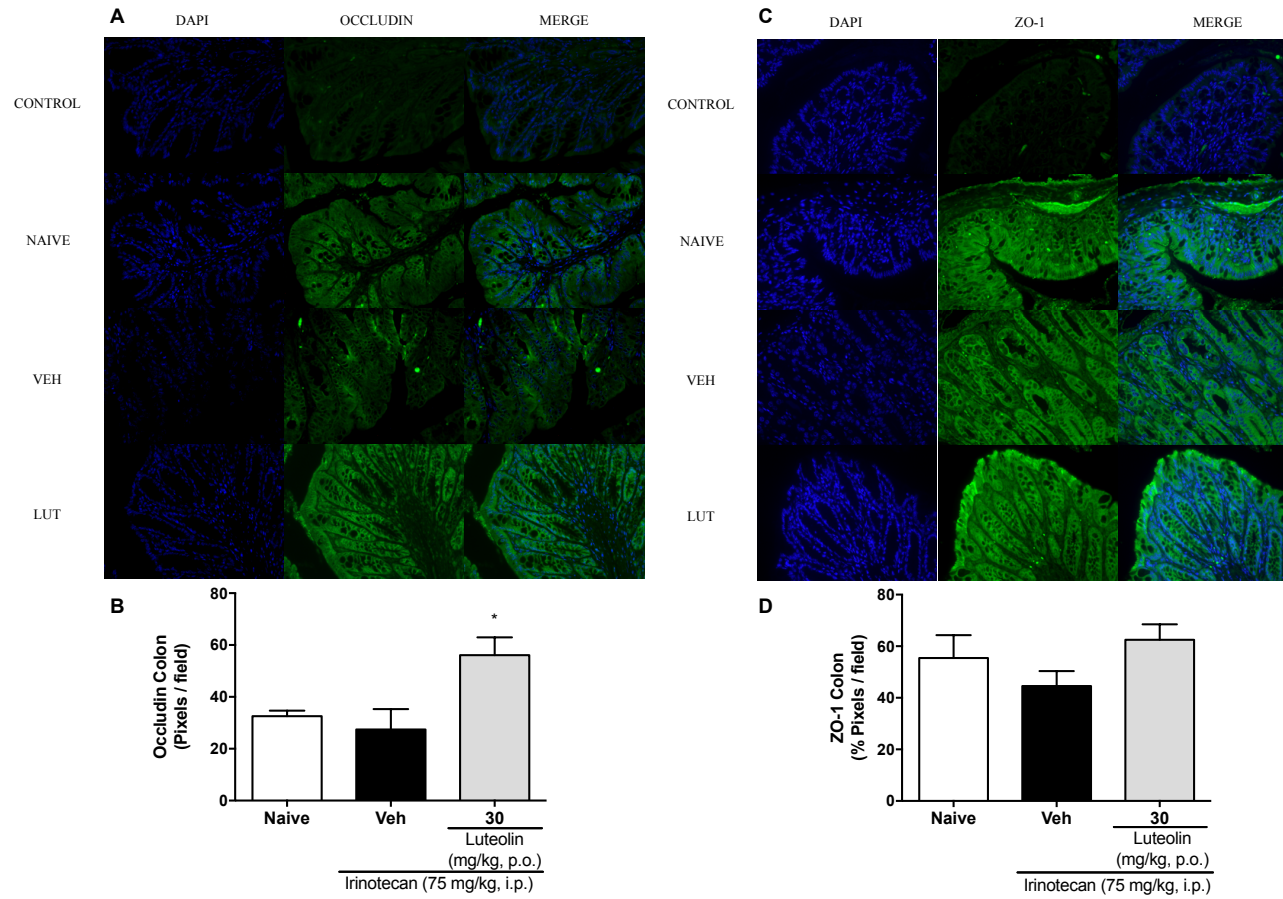 A
DAPI OCCLUDIN MERGE
CONTROL
NAIVE
VEH
LUT
B
Occludin Colon
(Pixels / field)
80
60
40
20
0
*
Naive Veh 30
Luteolin
(mg/kg, p.o.)
Irinotecan (75 mg/kg, i.p.)
C
DAPI ZO-1 MERGE
CONTROL
NAIVE
VEH
LUT
D
ZO-1 Colon
(% Pixels / field)
80
60
40
20
0
Naive Veh 30
Luteolin
(mg/kg, p.o.)
Irinotecan (75 mg/kg, i.p.)